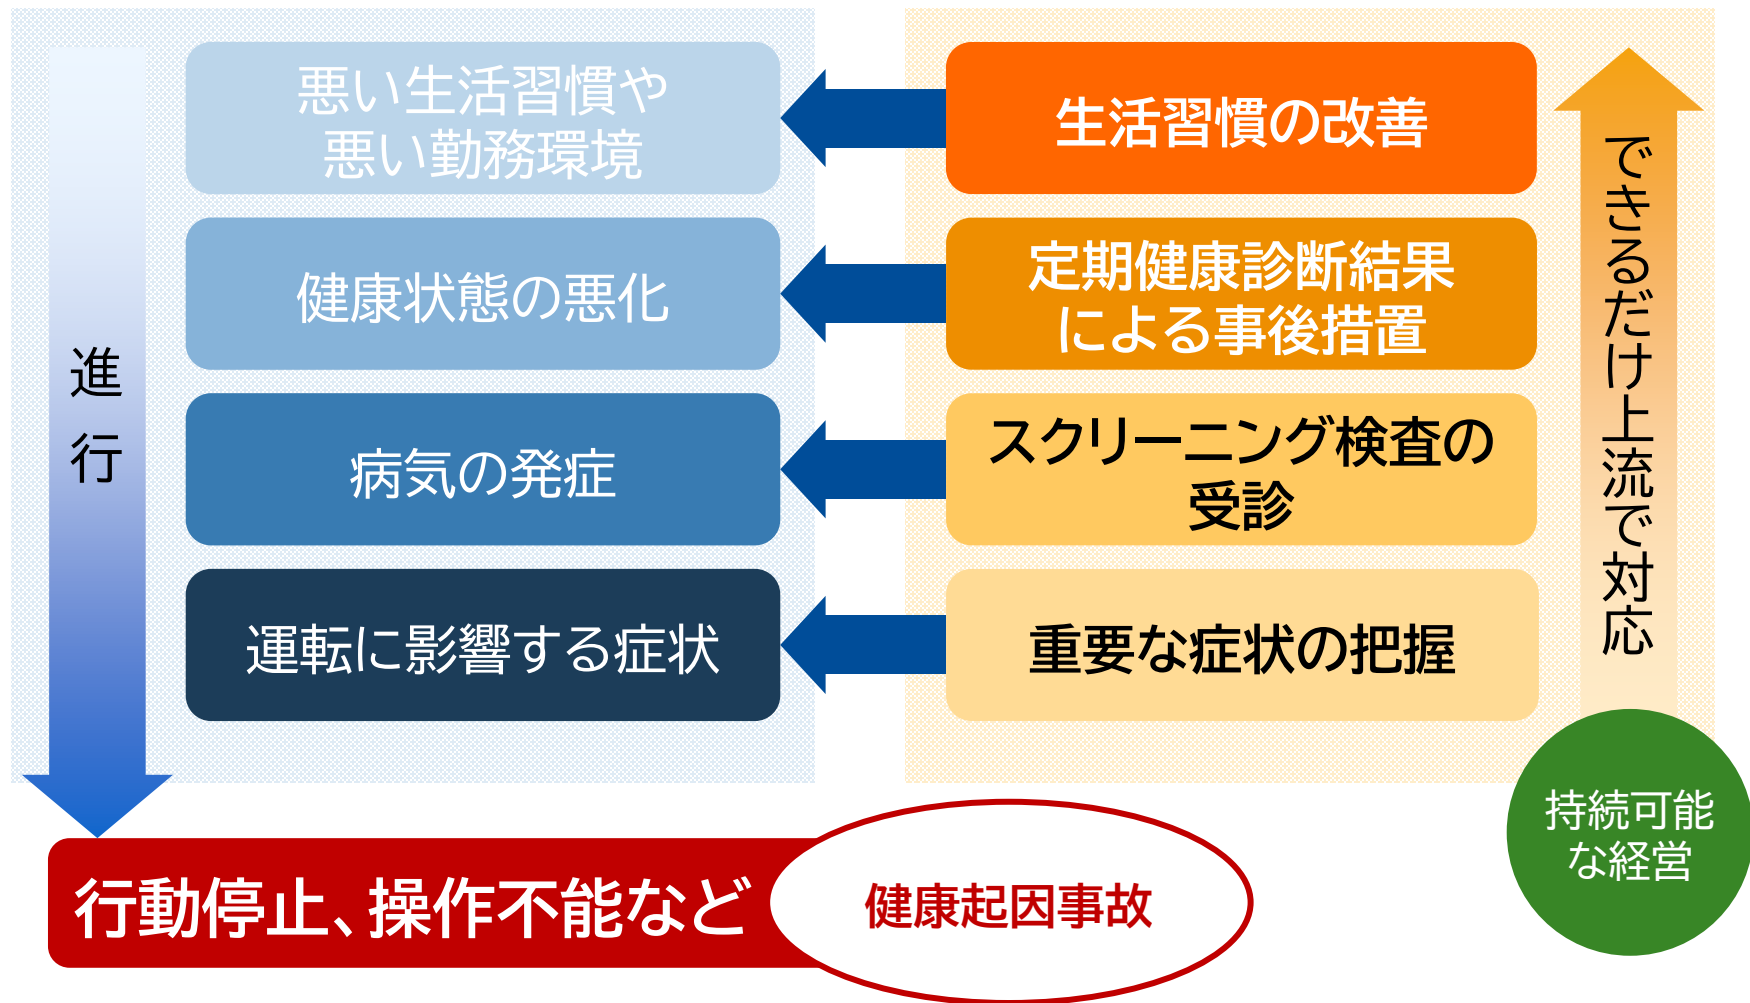 悪い生活習慣や
悪い勤務環境
生活習慣の改善
健康状態の悪化
定期健康診断結果
による事後措置
病気の発症
スクリーニング検査の
受診
運転に影響する症状
重要な症状の把握
進行
できるだけ上流で対応
行動停止、操作不能など
健康起因事故
持続可能
な経営